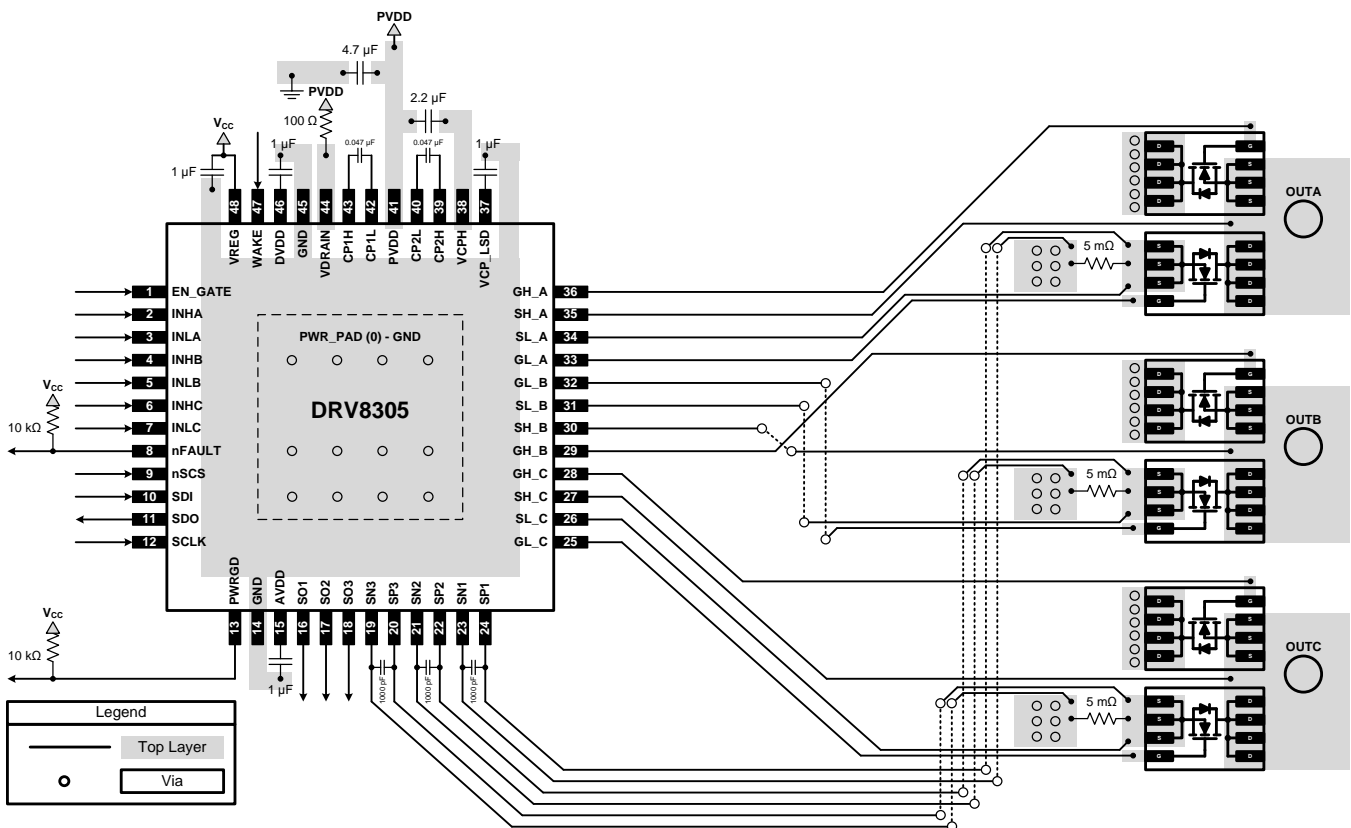 PVDD
4.7 µF
PVDD
2.2 µF
100 Ω
VCC
1 µF
0.047 µF
0.047 µF
1 µF
1 µF
48 47 46 45 44 43 42 41 40 39 38 37
VREG WAKE DVDD GND VDRAIN CP1H CP1L PVDD CP2L CP2H VCPH VCP_LSD
1 EN_GATE
2 INHA
3 INLA
4 INHB
5 INLB
6 INHC
7 INLC
8 nFAULT
9 nSCS
10 SDI
11 SDO
12 SCLK
VCC
10 kΩ
PWR_PAD (0) - GND
DRV8305
GH_A 36
SH_A 35
SL_A 34
GL_A 33
GL_B 32
SL_B 31
SH_B 30
GH_B 29
GH_C 28
SH_C 27
SL_C 26
GL_C 25
PWRGD GND AVDD SO1 SO2 SO3 SN3 SP3 SN2 SP2 SN1 SP1
13 14 15 16 17 18 19 20 21 22 23 24
VCC
10 kΩ
1 µF
1000 pF
1000 pF
1000 pF
D G
D S
D S
D S
OUTA
5 mΩ
S D
S D
S D
G D
D G
D S
D S
D S
OUTB
5 mΩ
S D
S D
S D
G D
D G
D S
D S
D S
OUTC
5 mΩ
S D
S D
S D
G D
Legend
Top Layer
Via